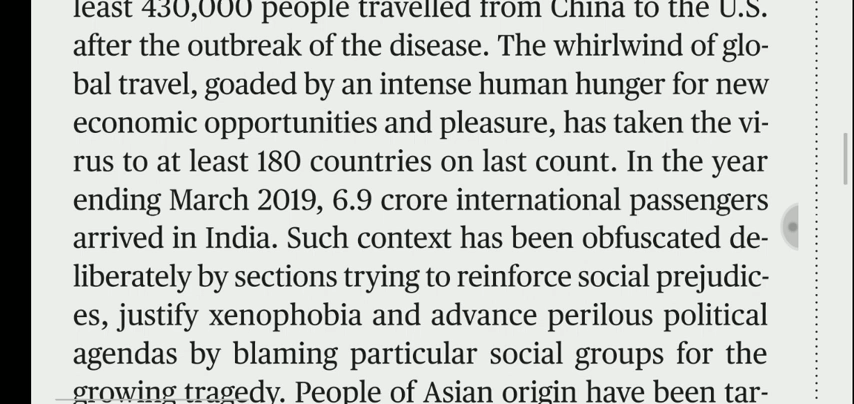 least 430,000 people travelled from China to the U.S.
after the outbreak of the disease. The whirlwind of glo-
bal travel, goaded by an intense human hunger for new
economic opportunities and pleasure, has taken the vi-
rus to at least 180 countries on last count. In the year
ending March 2019, 6.9 crore international passengers
arrived in India. Such context has been obfuscated de-
liberately by sections trying to reinforce social prejudic-
es, justify xenophobia and advance perilous political
agendas by blaming particular social groups for the
growing tragedy. People of Asian origin have been tar-